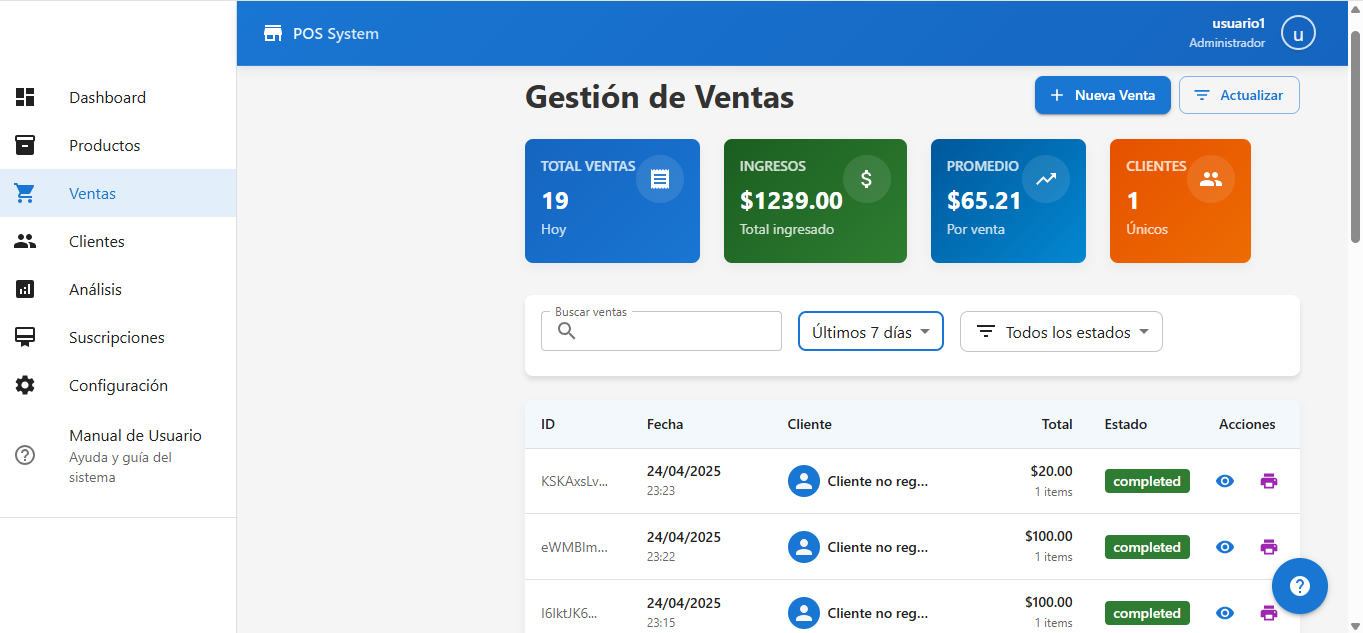 POS System
usuario1
Administrador
u
Dashboard
Productos
Ventas
Clientes
Análisis
Suscripciones
Configuración
Manual de Usuario
Ayuda y guía del
sistema
Gestión de Ventas
Nueva Venta
Actualizar
TOTAL VENTAS
19
Hoy
INGRESOS
$1239.00
Total ingresado
PROMEDIO
$65.21
Por venta
CLIENTES
1
Únicos
Buscar ventas
Últimos 7 días
Todos los estados
ID Fecha Cliente Total Estado Acciones
KSKAxsLv... 24/04/2025 Cliente no reg... $20.00 completed
23:23 1 items
eWMBIm... 24/04/2025 Cliente no reg... $100.00 completed
23:22 1 items
I6IktJK6... 24/04/2025 Cliente no reg... $100.00 completed
23:15 1 items